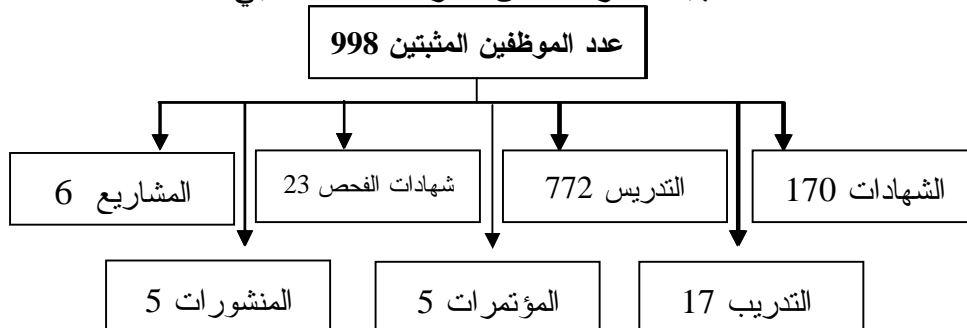 عدد الموظفين المثبتين 998
الشهادات 170
التدريس 772
شهادات الفحص 23
المشاريع 6
التدريب 17
المؤتمرات 5
المنشورات 5